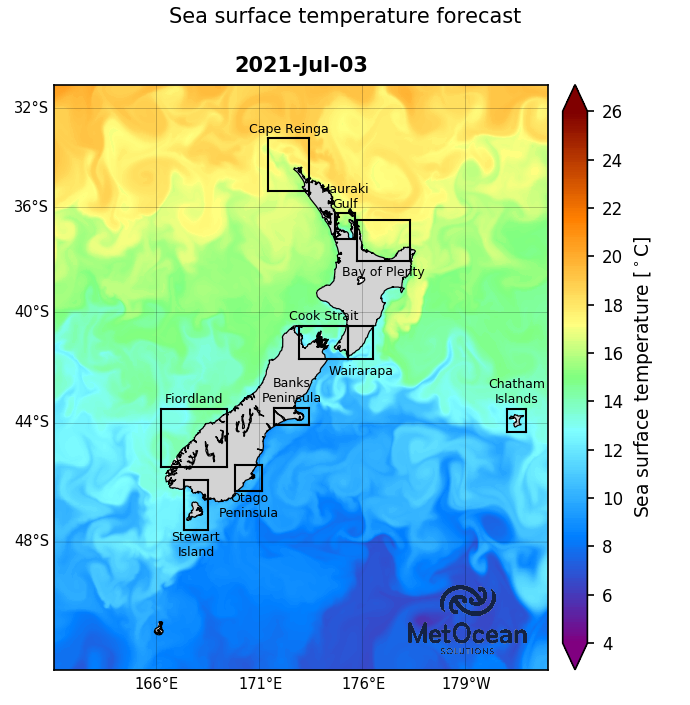 Sea surface temperature forecast
2021-Jul-03
32°S
36°S
40°S
44°S
48°S
Cape Reinga
Hauraki
Gulf
Bay of Plenty
Cook Strait
Wairarapa
Banks
Peninsula
Fiordland
Chatham
Islands
Otago
Peninsula
Stewart
Island
MetOcean
SOLUTIONS
166°E
171°E
176°E
179°W
26
24
22
20
18
16
14
12
10
8
6
4
Sea surface temperature [°C]